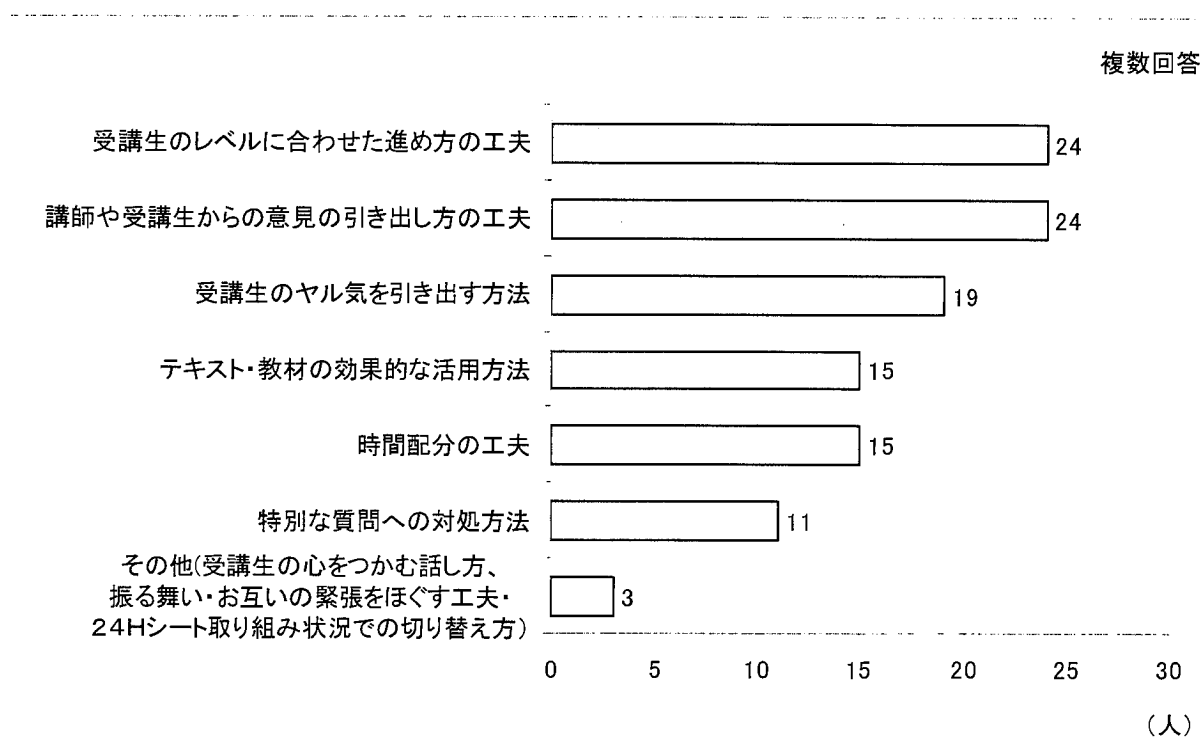 複数回答
受講生のレベルに合わせた進め方の工夫
24
講師や受講生からの意見の引き出し方の工夫
24
受講生のヤル気を引き出す方法
19
テキスト・教材の効果的な活用方法
15
時間配分の工夫
15
特別な質問への対処方法
11
その他(受講生の心をつかむ話し方、
振る舞い・お互いの緊張をほぐす工夫・
24Hシート取り組み状況での切り替え方)
3
0 5 10 15 20 25 30
(人)